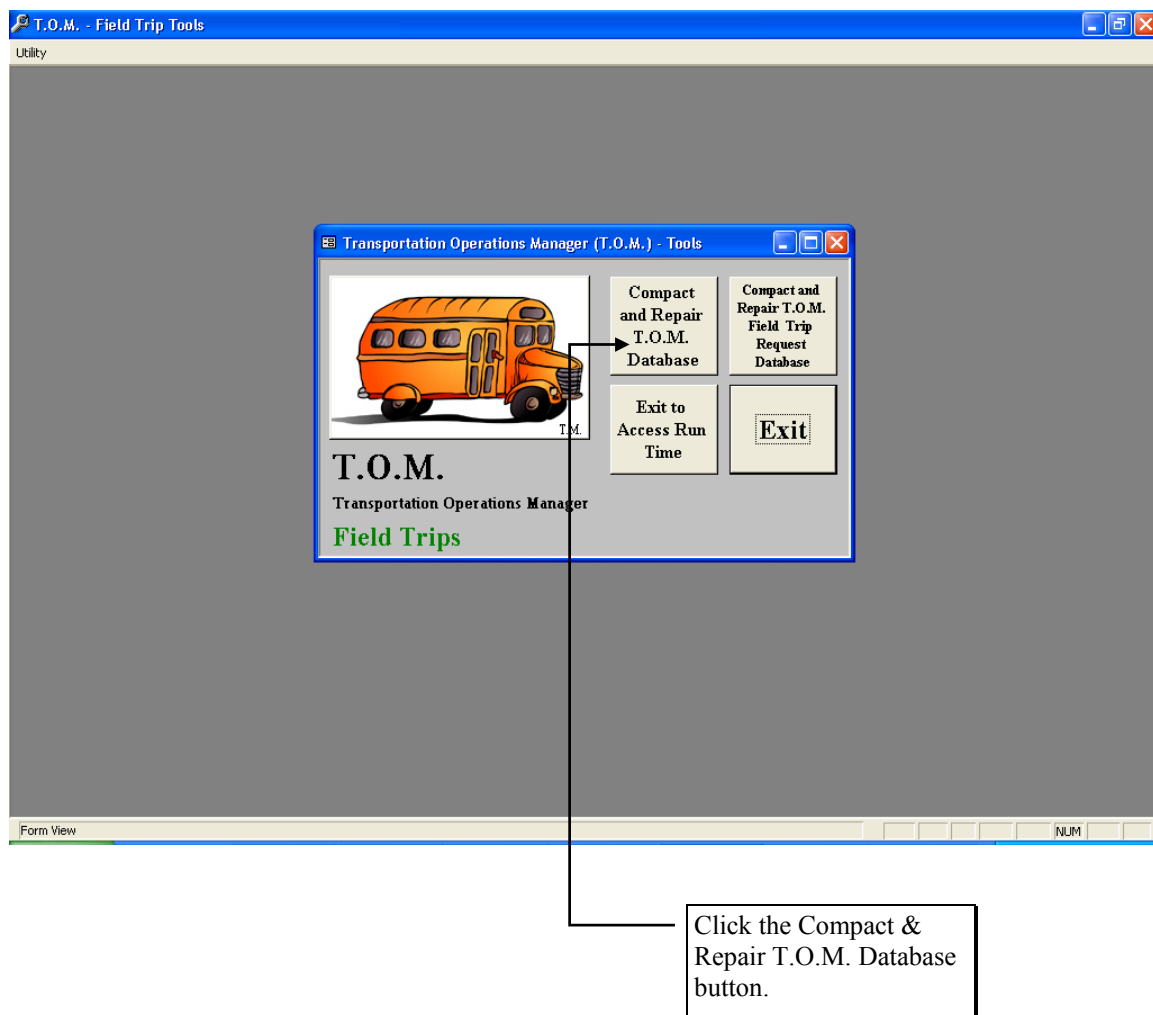 T.O.M. - Field Trip Tools
Utility
Transportation Operations Manager (T.O.M.) - Tools
T.M.
T.O.M.
Transportation Operations Manager
Field Trips
Compact
and Repair
T.O.M.
Database
Compact and
Repair T.O.M.
Field Trip
Request
Database
Exit to
Access Run
Time
Exit
Form View
NUM
Click the Compact &
Repair T.O.M. Database
button.